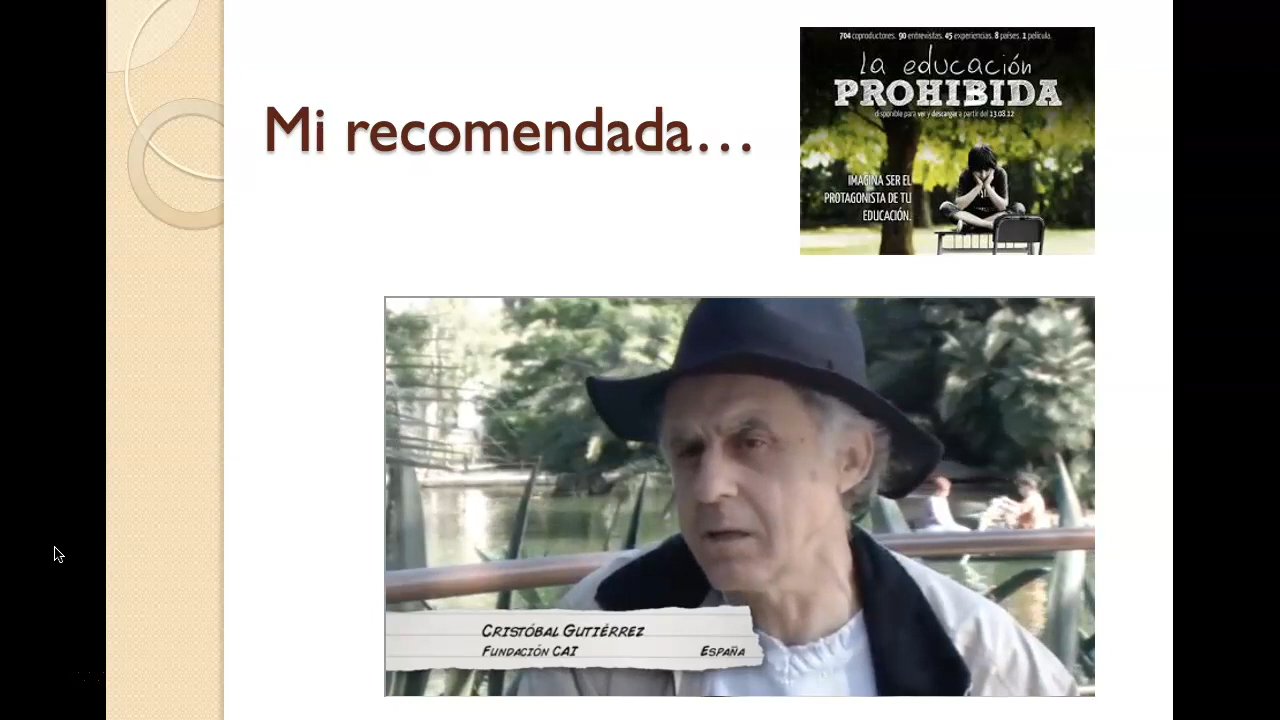 Mi recomendada...
704 coproductores. 90 entrevistas. 45 experiencias. 8 países. 1 película.
la educación
PROHIBIDA
disponible para ver y descargar a partir del 13.08.12
IMAGINA SER EL
PROTAGONISTA DE TU
EDUCACIÓN.
CRISTÓBAL GUTIÉRREZ
FUNDACIÓN CAI ESPAÑA